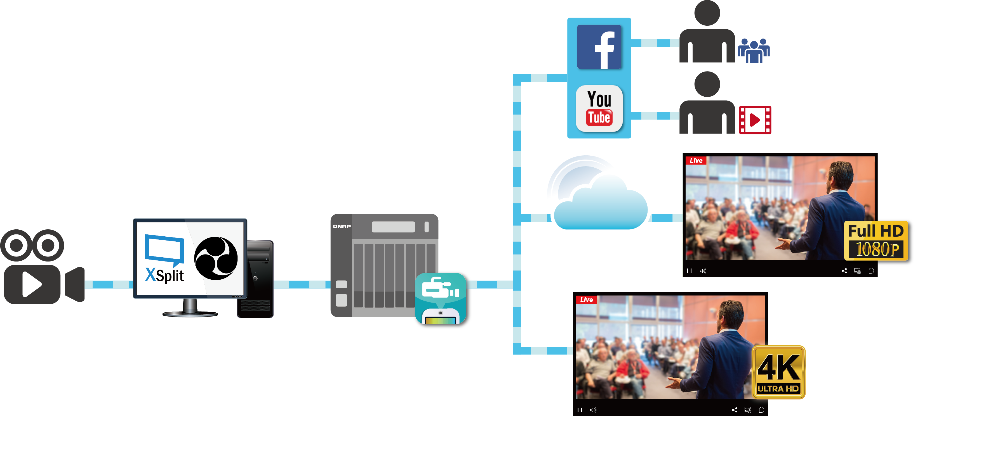 XSplit
QNAP
f
You
Tube
Live
Full HD
1080P
Live
4K
ULTRA HD